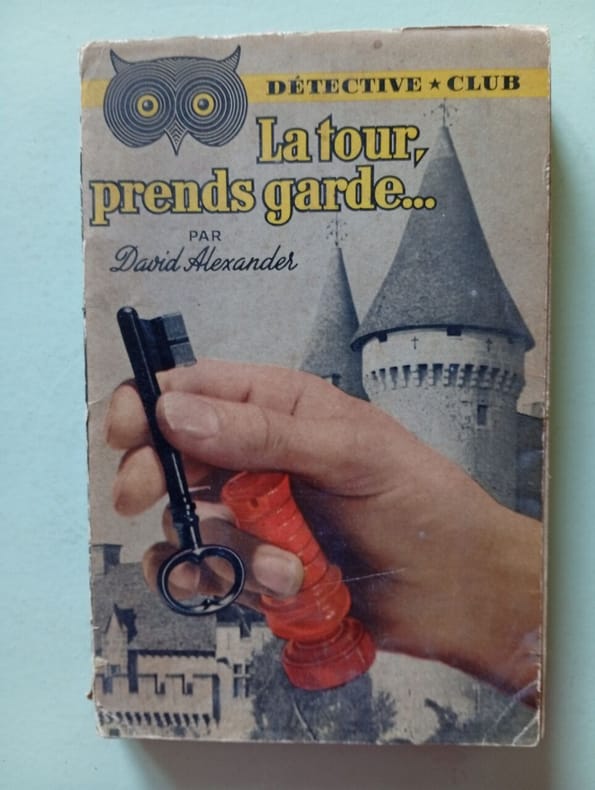 DÉTECTIVE ★ CLUB
La tour,
prends garde...
PAR
David Alexander